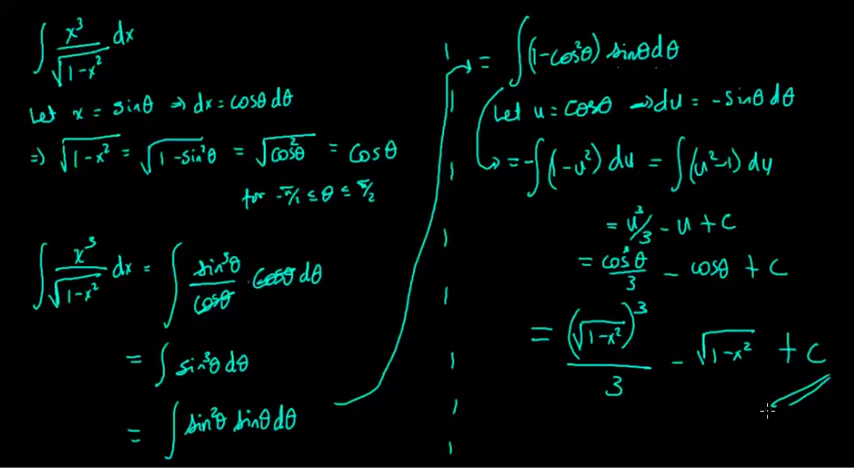 ∫ x³/√(1-x²) dx
Let x = sinθ ⇒ dx = cosθ dθ
⇒ √(1-x²) = √(1-sin²θ) = √(cos²θ) = cosθ
for -π/2 ≤ θ ≤ π/2
∫ x³/√(1-x²) dx = ∫ sin³θ/cosθ · cosθ dθ
= ∫ sin³θ dθ
= ∫ sin²θ sinθ dθ
= ∫ (1-cos²θ) sinθ dθ
Let u = cosθ ⇒ du = -sinθ dθ
= -∫ (1-u²) du = ∫ (u²-1) du
= u³/3 - u + C
= cos³θ/3 - cosθ + C
= (√(1-x²))³/3 - √(1-x²) + C